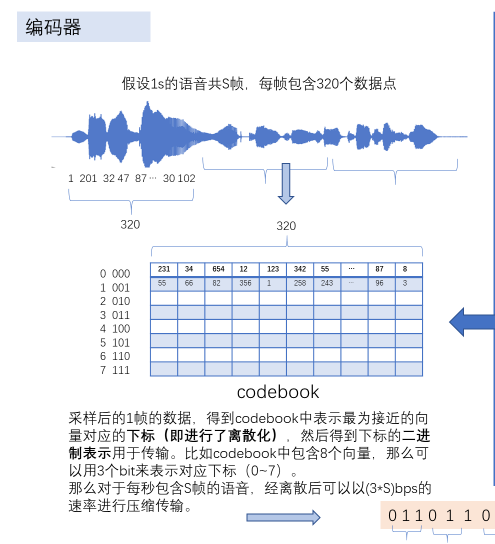 编码器
假设1s的语音共S帧，每帧包含320个数据点
1 201 32 47 87 ··· 30 102
320
320
0 000 231 34 654 12 123 342 55 ··· 87 8
1 001 55 66 82 356 1 258 243 ··· 96 3
2 010
3 011
4 100
5 101
6 110
7 111
codebook
采样后的1帧的数据，得到codebook中表示最为接近的向
量对应的下标（即进行了离散化），然后得到下标的二进
制表示用于传输。比如codebook中包含8个向量，那么可
以用3个bit来表示对应下标（0~7）。
那么对于每秒包含S帧的语音，经离散后可以以(3*S)bps的
速率进行压缩传输。
011 0 1 1 0